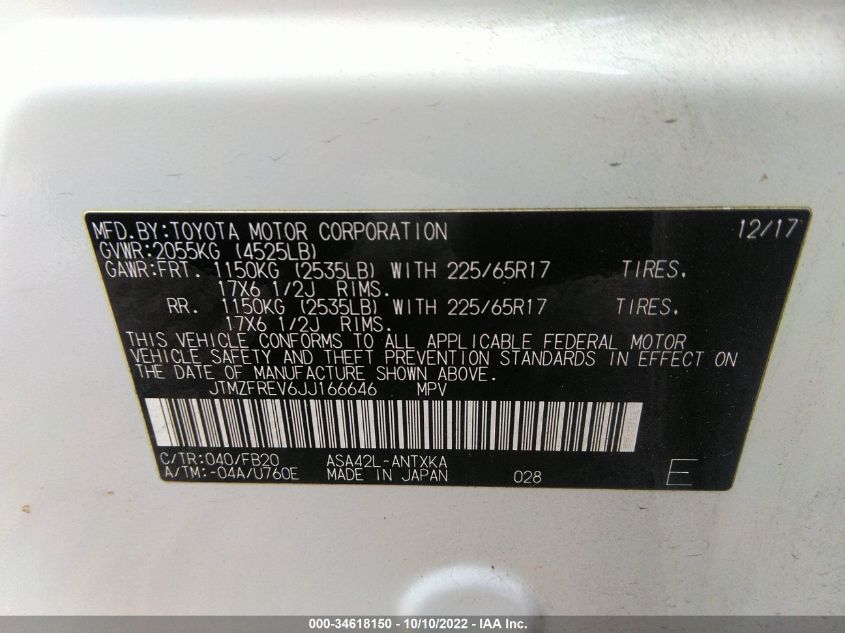 MFD.BY:TOYOTA MOTOR CORPORATION 12/17
GVWR:2055KG (4525LB)
GAWR:FRT. 1150KG (2535LB) WITH 225/65R17 TIRES,
17X6 1/2J RIMS.
RR. 1150KG (2535LB) WITH 225/65R17 TIRES,
17X6 1/2J RIMS.
THIS VEHICLE CONFORMS TO ALL APPLICABLE FEDERAL MOTOR
VEHICLE SAFETY AND THEFT PREVENTION STANDARDS IN EFFECT ON
THE DATE OF MANUFACTURE SHOWN ABOVE.
JTMZFREV6JJ166646 MPV
C/TR:040/FB20 ASA42L-ANTXKA
A/TM:-04A/U760E MADE IN JAPAN 028 E
000-34618150 - 10/10/2022 - IAA Inc.